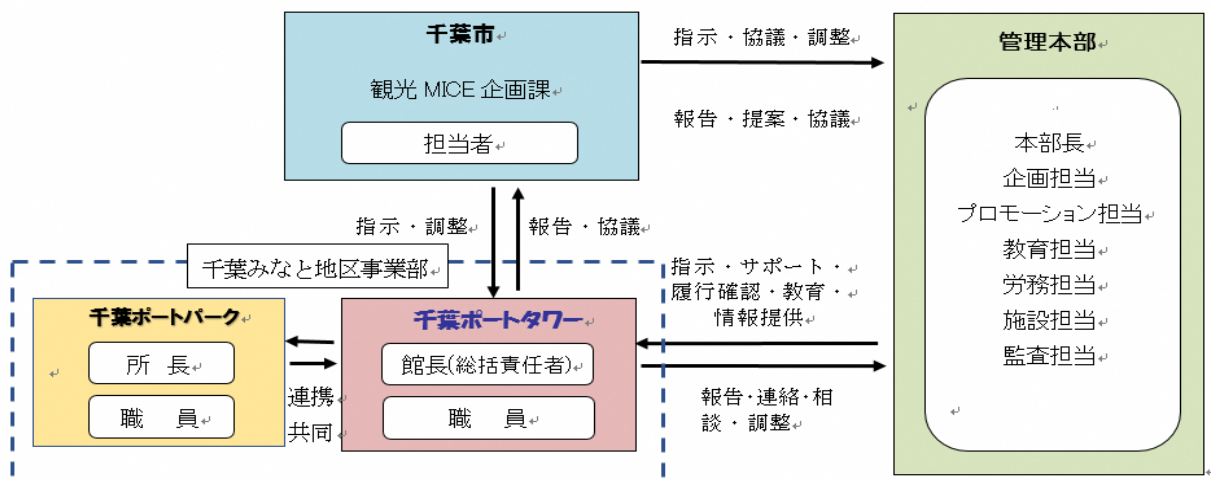 千葉市
観光 MICE 企画課
担当者
指示・協議・調整
報告・提案・協議
管理本部
本部長
企画担当
プロモーション担当
教育担当
労務担当
施設担当
監査担当
指示・調整
報告・協議
千葉みなと地区事業部
指示・サポート・
履行確認・教育・
情報提供
千葉ポートパーク
所 長
職 員
連携
共同
千葉ポートタワー
館長(総括責任者)
職 員
報告・連絡・相
談・調整